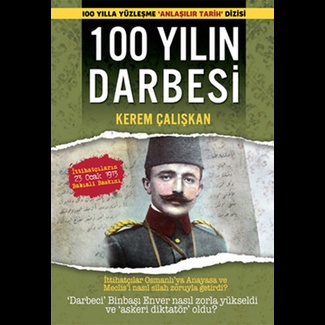 100 YILLA YÜZLEŞME 'ANLAŞILIR TARİH' DİZİSİ
100 YILIN
DARBESİ
KEREM ÇALIŞKAN
İttihatçıların
23 Ocak 1913
Babıali Baskını
İttihatçılar Osmanlı'ya Anayasa ve
Meclis'i nasıl silah zoruyla getirdi?
'Darbeci' Binbaşı Enver nasıl zorla yükseldi
ve 'askeri diktatör' oldu?